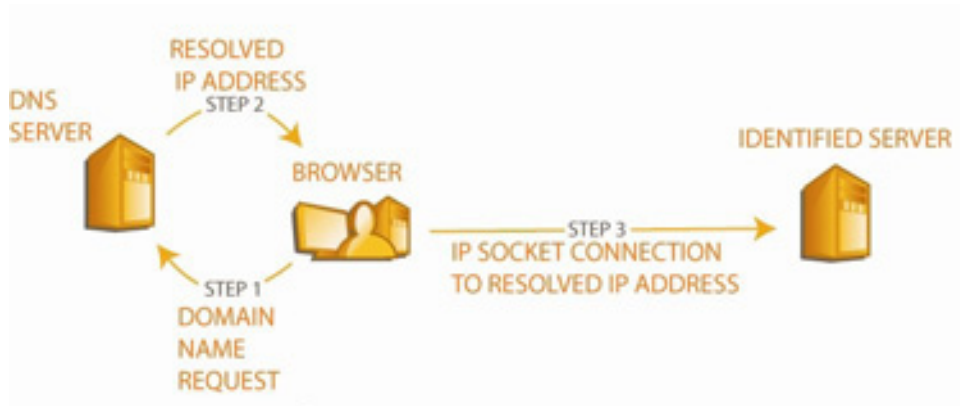 RESOLVED
IP ADDRESS
STEP 2
DNS
SERVER
BROWSER
IDENTIFIED SERVER
STEP 3
IP SOCKET CONNECTION
TO RESOLVED IP ADDRESS
STEP 1
DOMAIN
NAME
REQUEST